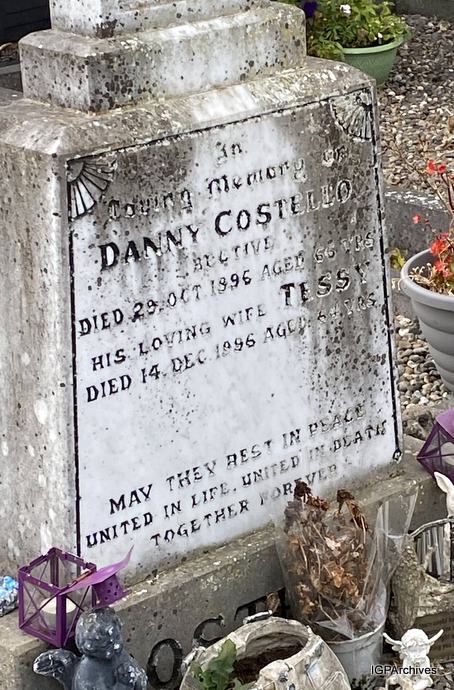 In
Loving Memory of
DANNY COSTELLO
BECTIVE
DIED 29. OCT 1996 AGED 66 YRS
HIS LOVING WIFE TESSY
DIED 14. DEC 1996 AGED 64 YRS
MAY THEY REST IN PEACE
UNITED IN LIFE. UNITED IN DEATH
TOGETHER FOREVER
OST
IGPArchives